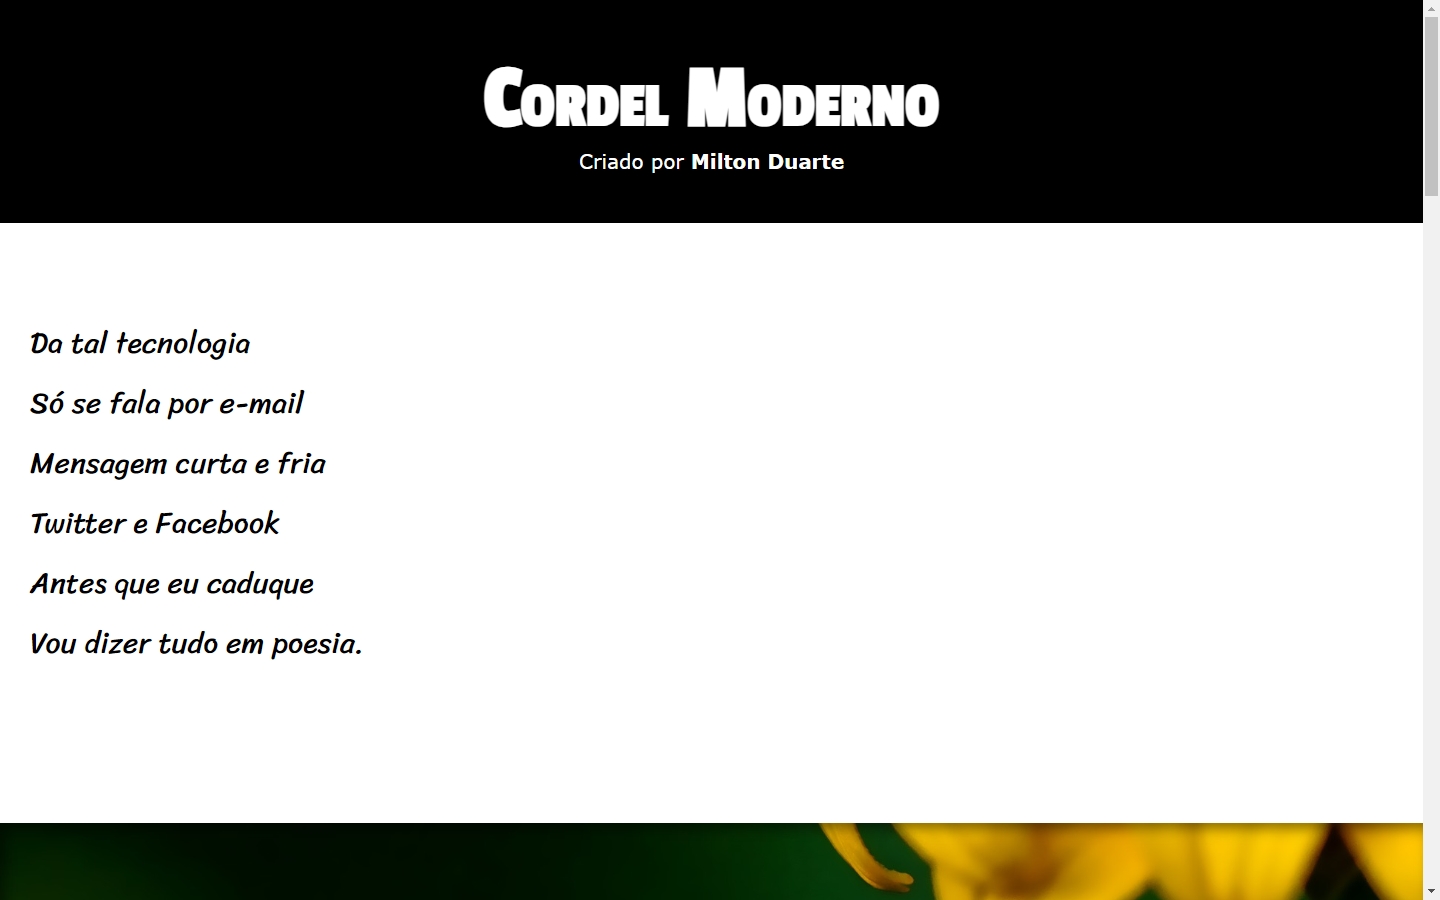 Cordel Moderno
Criado por Milton Duarte
Da tal tecnologia
Só se fala por e-mail
Mensagem curta e fria
Twitter e Facebook
Antes que eu caduque
Vou dizer tudo em poesia.